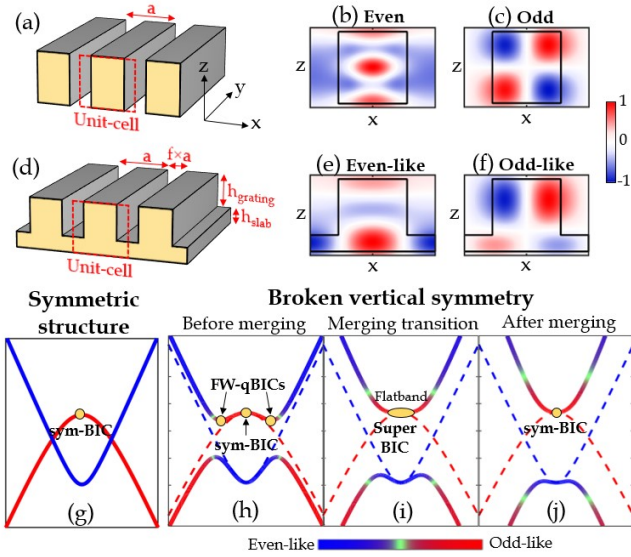 (a)
a
z
y
x
Unit-cell
(b) Even
z
x
(c) Odd
z
x
1
0
-1
(d)
a
f×a
h_grating
h_slab
Unit-cell
(e) Even-like
z
x
(f) Odd-like
z
x
Symmetric
structure
Broken vertical symmetry
Before merging
Merging transition
After merging
sym-BIC
(g)
FW-qBICs
sym-BIC
(h)
Flatband
Super
BIC
(i)
sym-BIC
(j)
Even-like
Odd-like